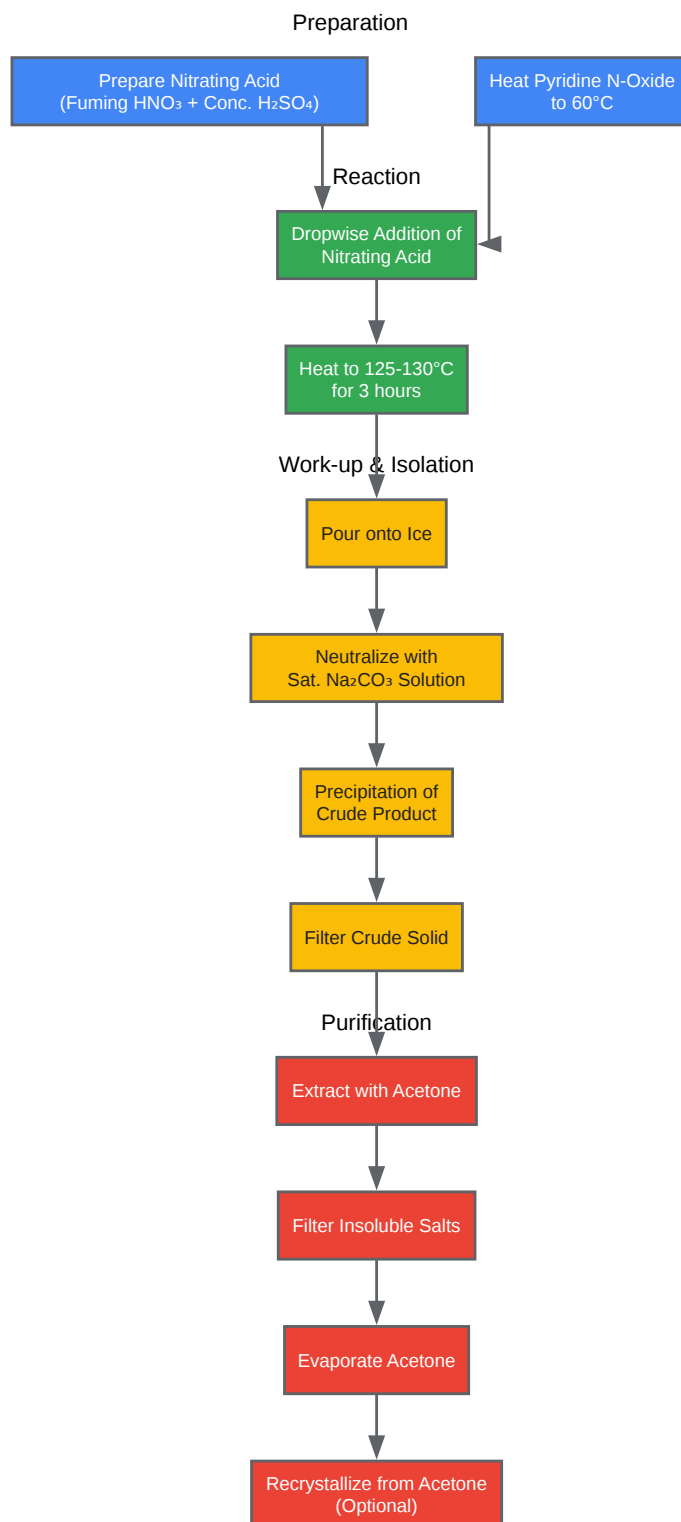 Preparation
Prepare Nitrating Acid
(Fuming HNO₃ + Conc. H₂SO₄)
Heat Pyridine N-Oxide
to 60°C
Reaction
Dropwise Addition of
Nitrating Acid
Heat to 125-130°C
for 3 hours
Work-up & Isolation
Pour onto Ice
Neutralize with
Sat. Na₂CO₃ Solution
Precipitation of
Crude Product
Filter Crude Solid
Purification
Extract with Acetone
Filter Insoluble Salts
Evaporate Acetone
Recrystallize from Acetone
(Optional)